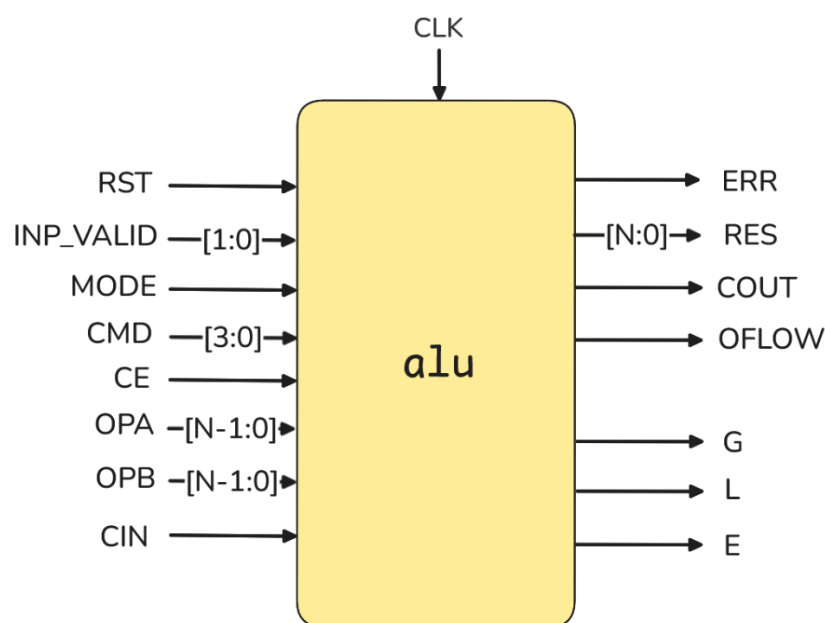 CLK
RST
INP_VALID [1:0]
MODE
CMD [3:0]
CE
OPA [N-1:0]
OPB [N-1:0]
CIN
alu
ERR
[N:0] RES
COUT
OFLOW
G
L
E